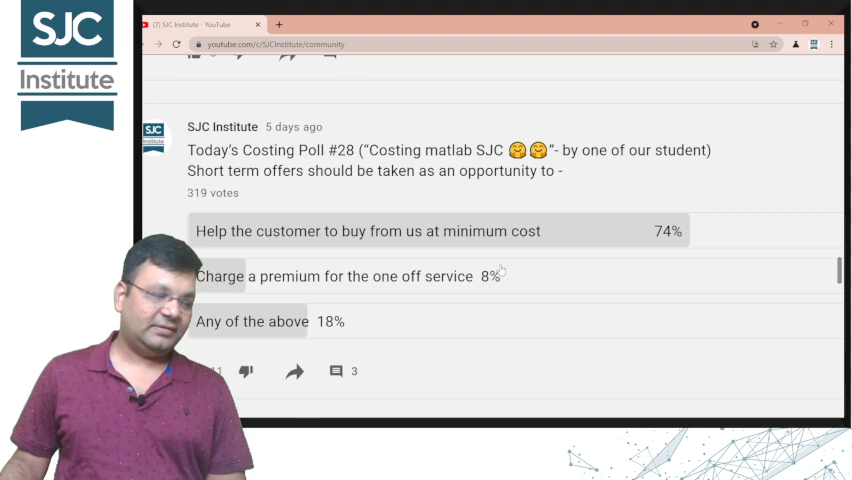 SJC
Institute
(7) SJC Institute - YouTube
youtube.com/c/SJCInstitute/community
SJC
Institute
SJC Institute 5 days ago
Today's Costing Poll #28 ("Costing matlab SJC 🤗🤗"- by one of our student)
Short term offers should be taken as an opportunity to -
319 votes
Help the customer to buy from us at minimum cost 74%
Charge a premium for the one off service 8%
Any of the above 18%
11 3